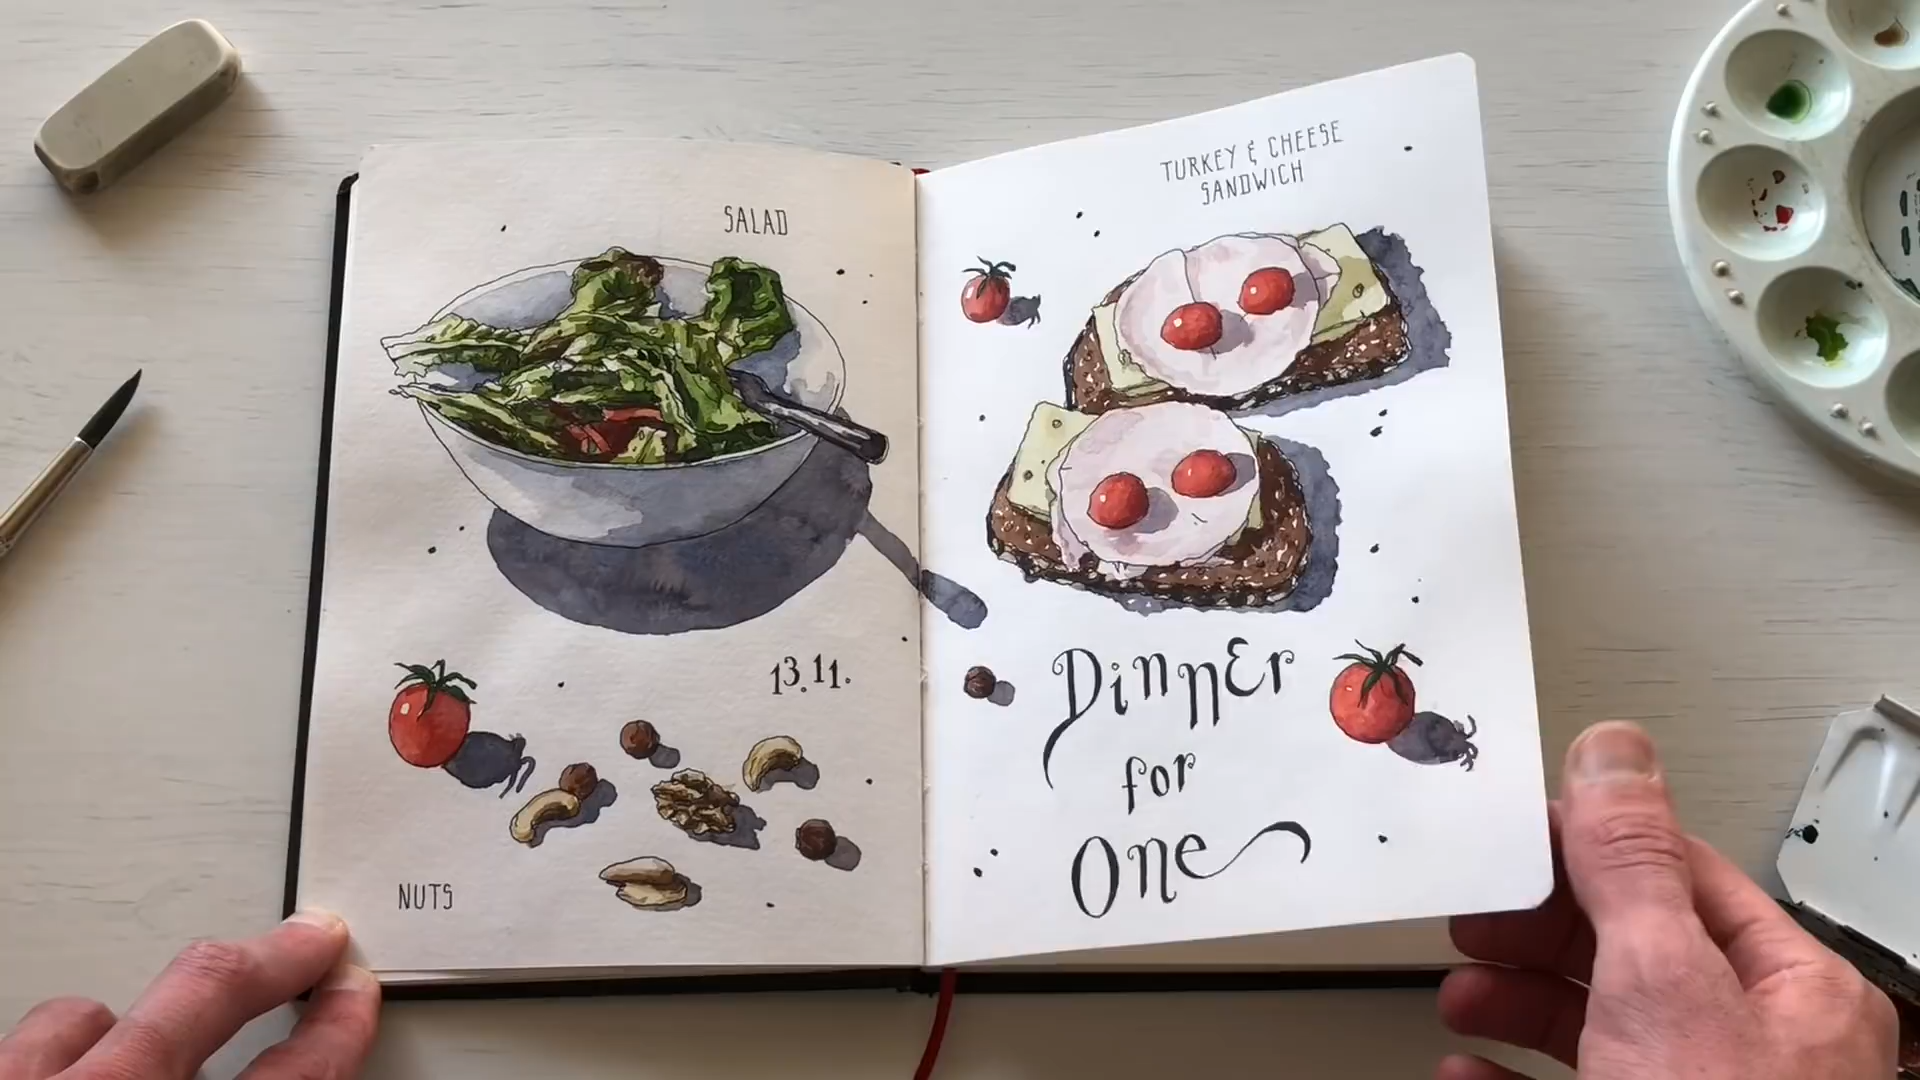 SALAD
13.11.
NUTS
TURKEY & CHEESE
SANDWICH
Dinner
for
One